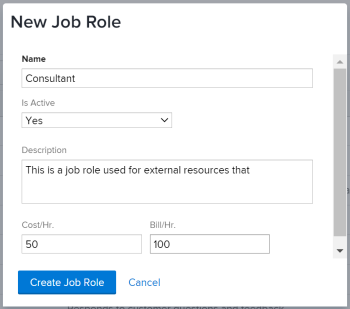 New Job Role
Name
Consultant
Is Active
Yes
Description
This is a job role used for external resources that
Cost/Hr. Bill/Hr.
50 100
Create Job Role Cancel